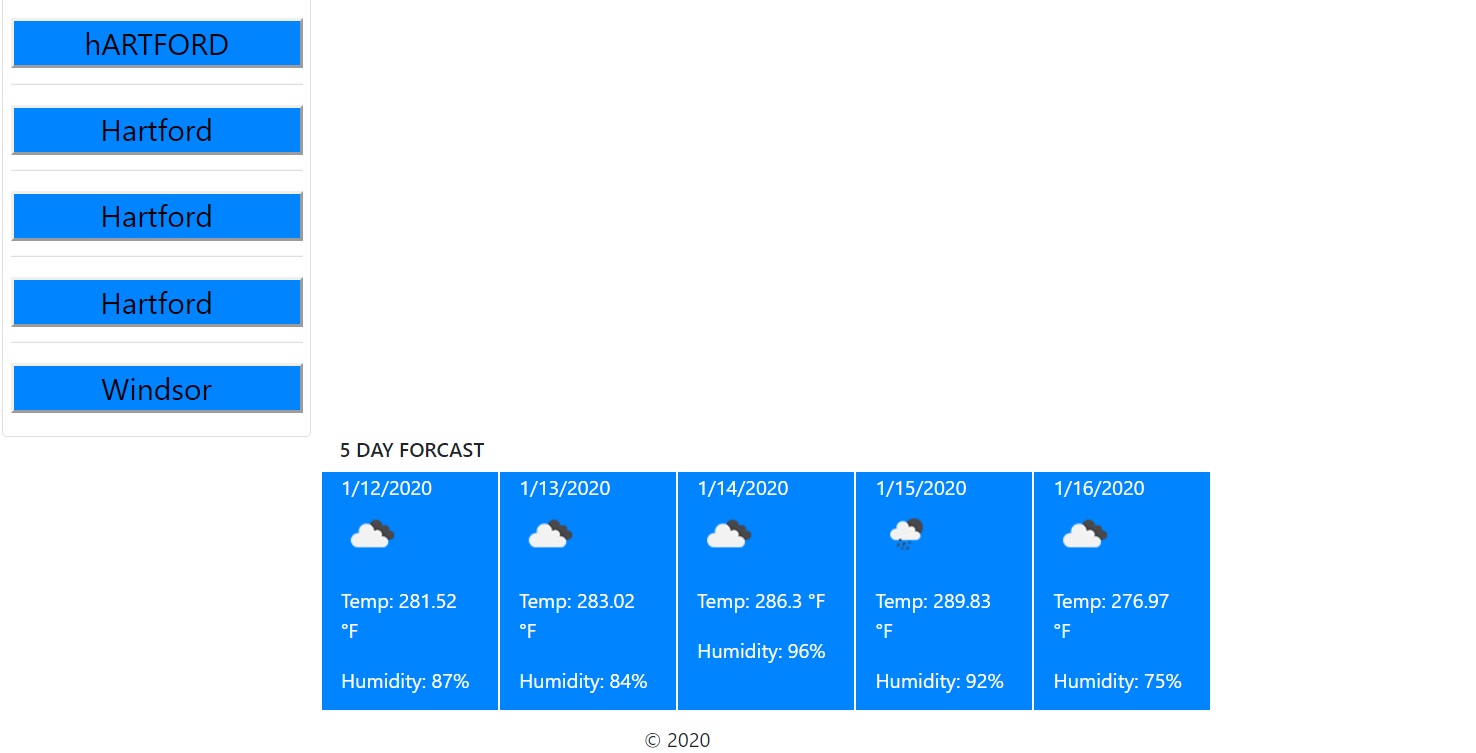 hARTFORD
Hartford
Hartford
Hartford
Windsor
5 DAY FORCAST
1/12/2020
Temp: 281.52
°F
Humidity: 87%
1/13/2020
Temp: 283.02
°F
Humidity: 84%
1/14/2020
Temp: 286.3 °F
Humidity: 96%
1/15/2020
Temp: 289.83
°F
Humidity: 92%
1/16/2020
Temp: 276.97
°F
Humidity: 75%
© 2020